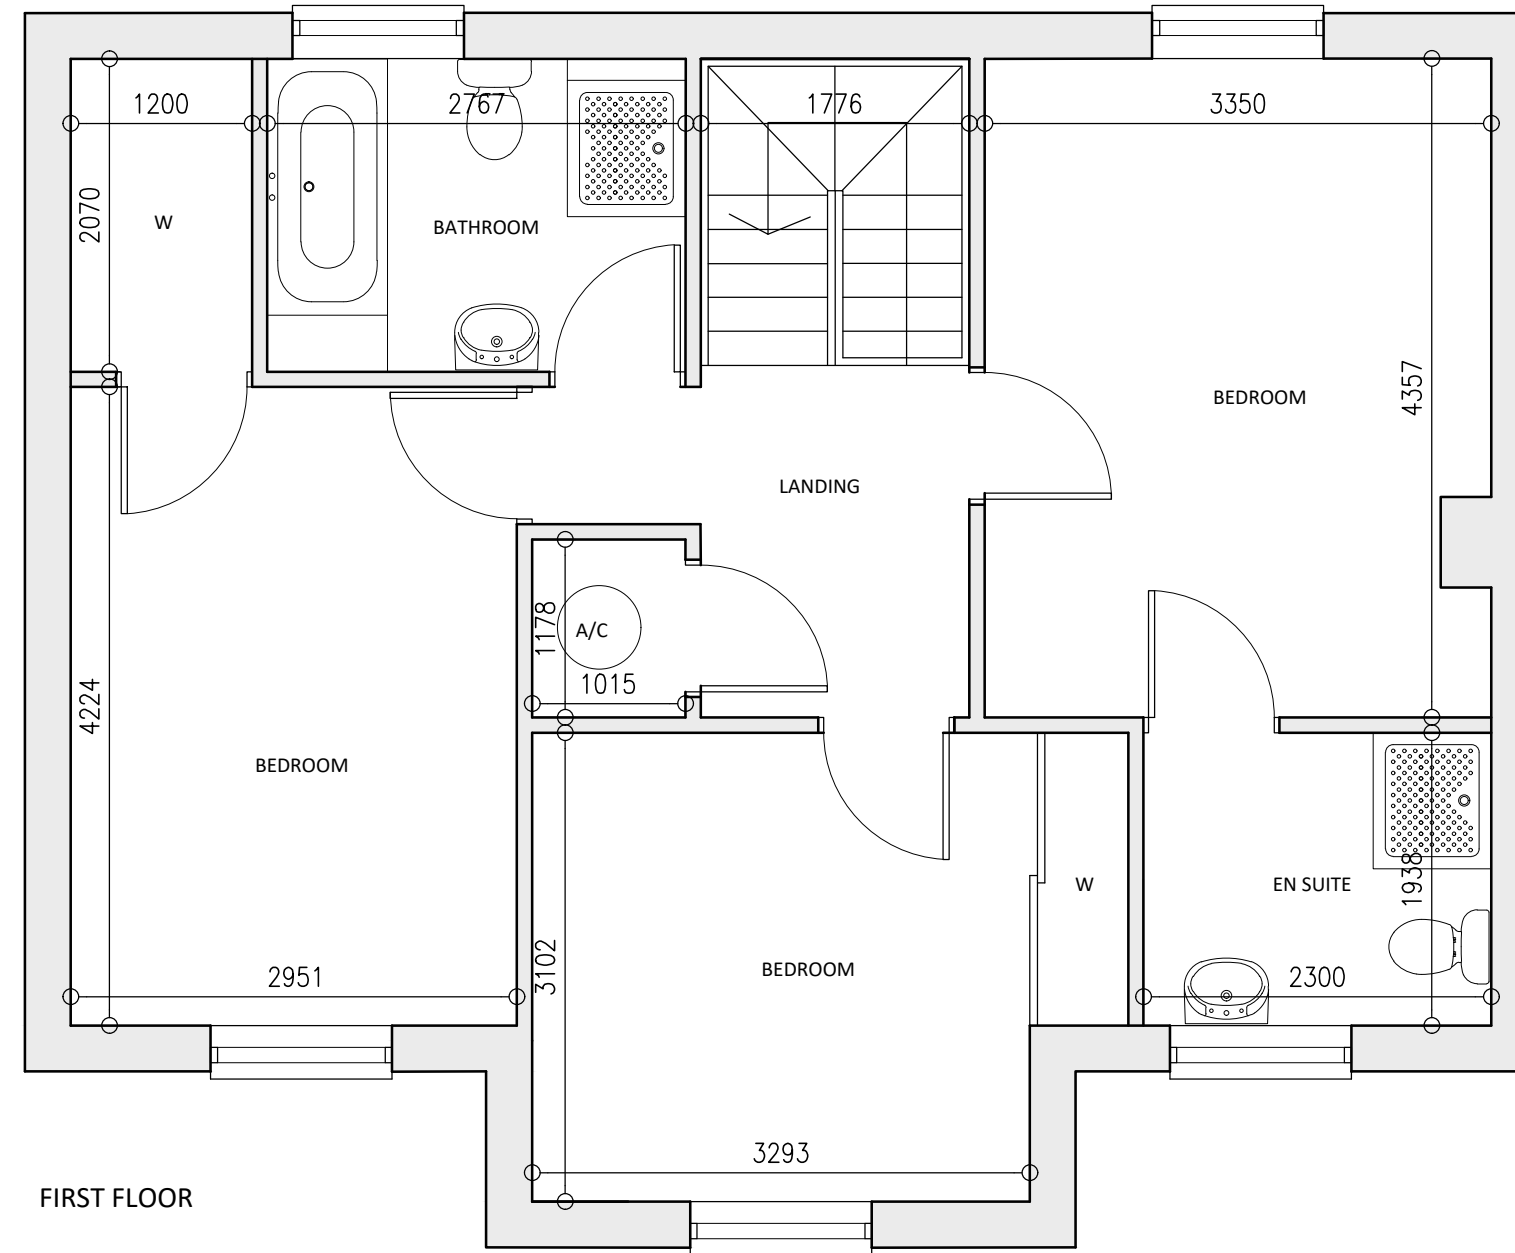 1200
2767
1776
3350
2070
W
BATHROOM
BEDROOM
4357
LANDING
1178
A/C
1015
4224
BEDROOM
1938
EN SUITE
W
3102
BEDROOM
2951
2300
3293
FIRST FLOOR